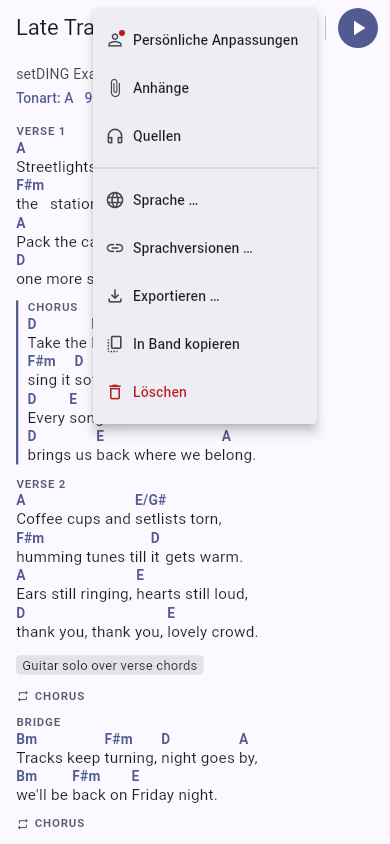 Late Tra
Persönliche Anpassungen
Anhänge
Quellen
Sprache ...
Sprachversionen ...
Exportieren ...
In Band kopieren
Löschen
setDING Exa
Tonart: A 9
VERSE 1
A
Streetlights
F#m
the station
A
Pack the ca
D
one more s
CHORUS
D
Take the
F#m D
sing it so
D E
Every song
D E A
brings us back where we belong.
VERSE 2
A E/G#
Coffee cups and setlists torn,
F#m D
humming tunes till it gets warm.
A E
Ears still ringing, hearts still loud,
D E
thank you, thank you, lovely crowd.
Guitar solo over verse chords
CHORUS
BRIDGE
Bm F#m D A
Tracks keep turning, night goes by,
Bm F#m E
we'll be back on Friday night.
CHORUS